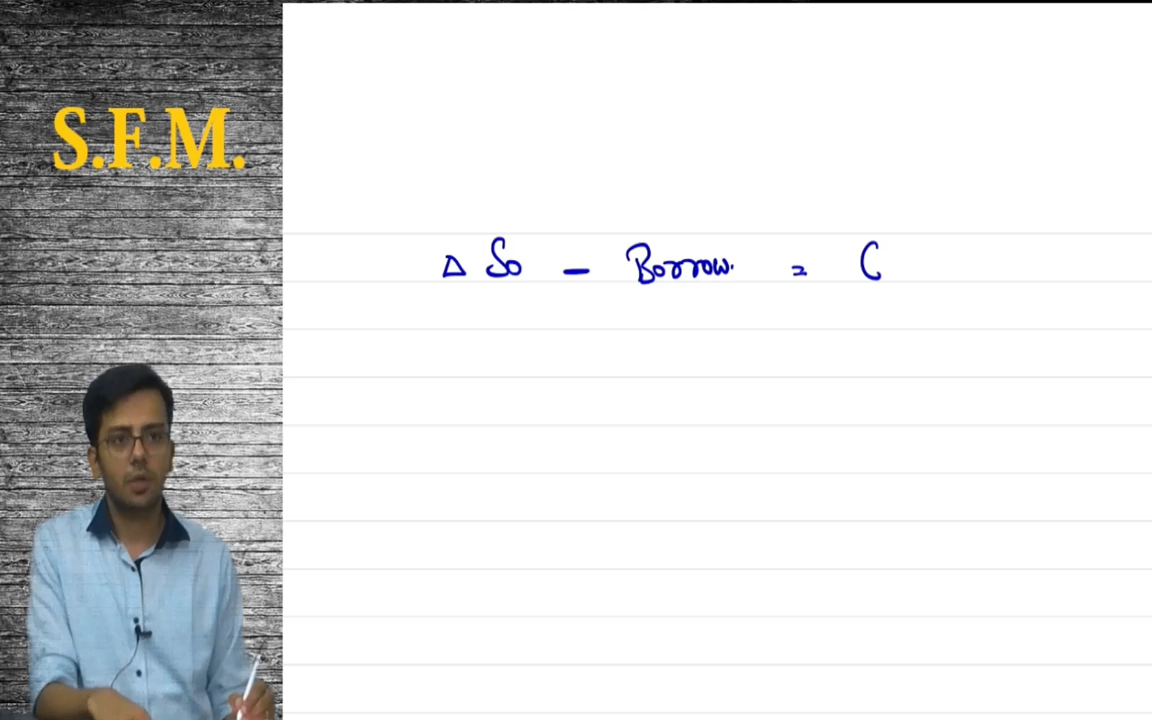 S.F.M.
Δ So - Borrow. = C